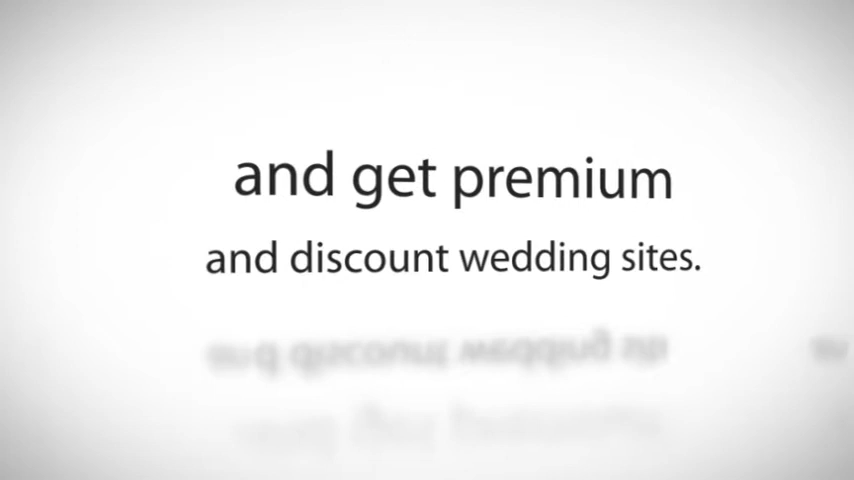 and get premium
and discount wedding sites.